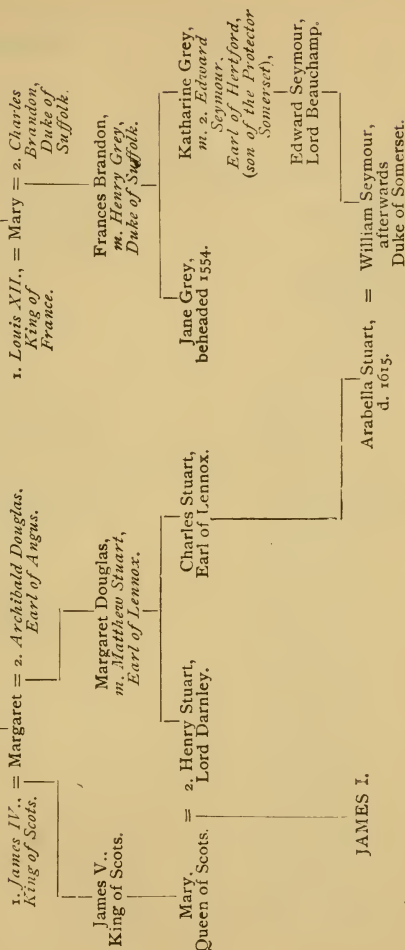 1. James IV., = Margaret = 2. Archibald Douglas.
King of Scots.
Earl of Angus.
1. Louis XII., = Mary = 2. Charles
King of
France.
Brandon,
Duke of
Suffolk.
James V.,
King of Scots.
Margaret Douglas,
m. Matthew Stuart,
Earl of Lennox.
Frances Brandon,
m. Henry Grey,
Duke of Suffolk.
Mary,
Queen of Scots.
= 2. Henry Stuart,
Lord Darnley.
Charles Stuart,
Earl of Lennox.
Jane Grey,
beheaded 1554.
Katharine Grey,
m. 2. Edward
Seymour,
Earl of Hertford,
(son of the Protector
Somerset),
Edward Seymour,
Lord Beauchamp.
JAMES I.
Arabella Stuart, = William Seymour,
d. 1615.
afterwards
Duke of Somerset.